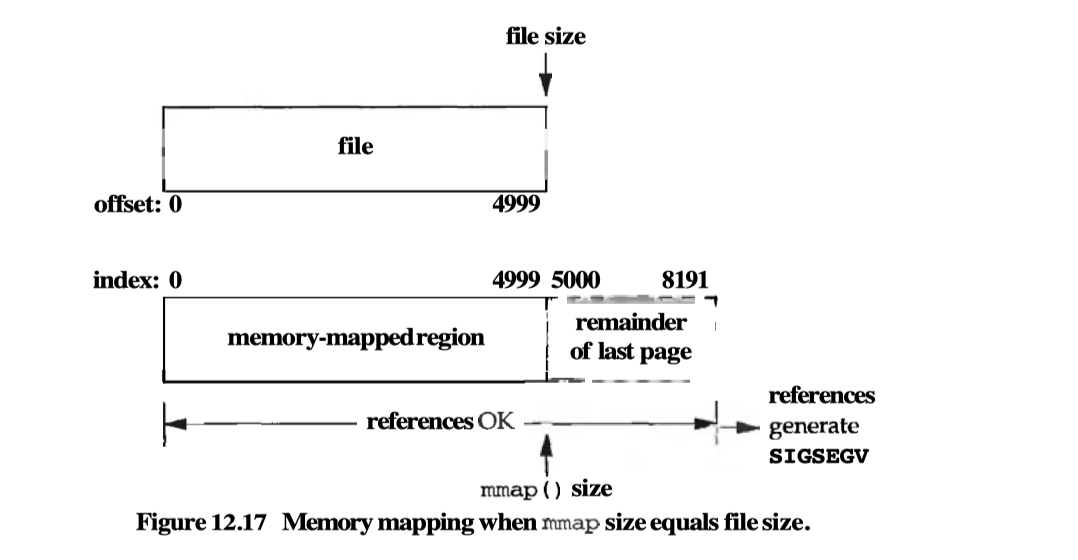 file size
file
offset: 0 4999
index: 0 4999 5000 8191
memory-mapped region
remainder
of last page
references OK
references
generate
SIGSEGV
mmap() size
Figure 12.17 Memory mapping when mmap size equals file size.